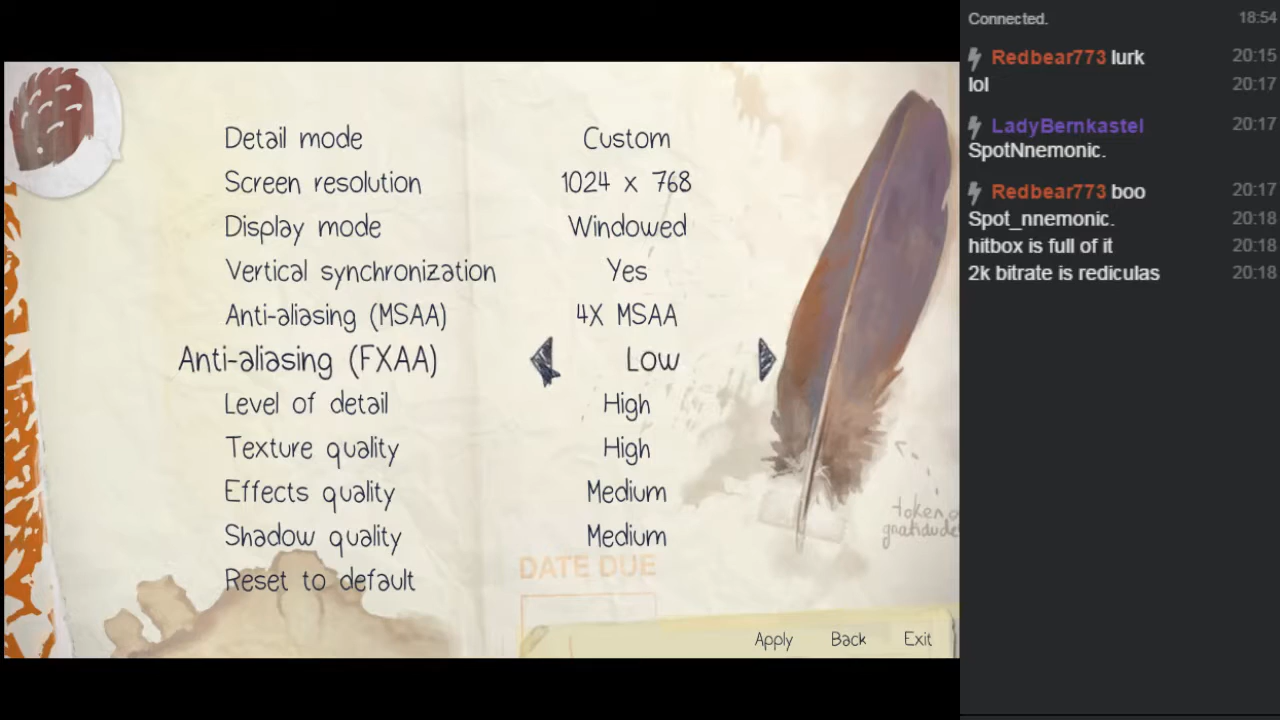 Detail mode Custom
Screen resolution 1024 x 768
Display mode Windowed
Vertical synchronization Yes
Anti-aliasing (MSAA) 4X MSAA
Anti-aliasing (FXAA) Low
Level of detail High
Texture quality High
Effects quality Medium
Shadow quality Medium
Reset to default
DATE DUE
token o
gratiaude
Apply Back Exit
Connected. 18:54
Redbear773 lurk 20:15
lol 20:17
LadyBernkastel 20:17
SpotNnemonic.
Redbear773 boo 20:17
Spot_nnemonic. 20:18
hitbox is full of it 20:18
2k bitrate is rediculas 20:18